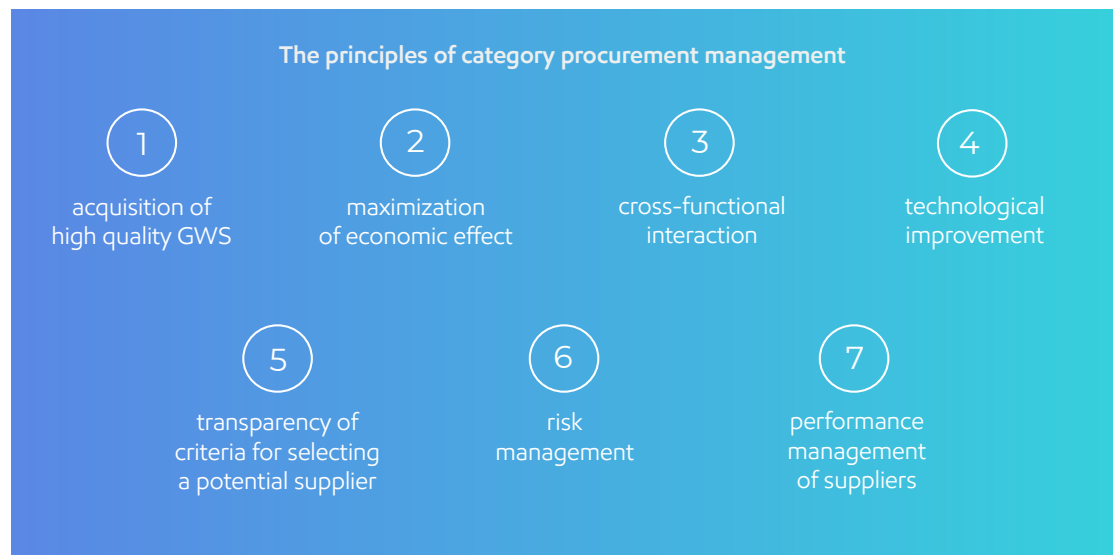 The principles of category procurement management
1
acquisition of
high quality GWS
2
maximization
of economic effect
3
cross-functional
interaction
4
technological
improvement
5
transparency of
criteria for selecting
a potential supplier
6
risk
management
7
performance
management
of suppliers